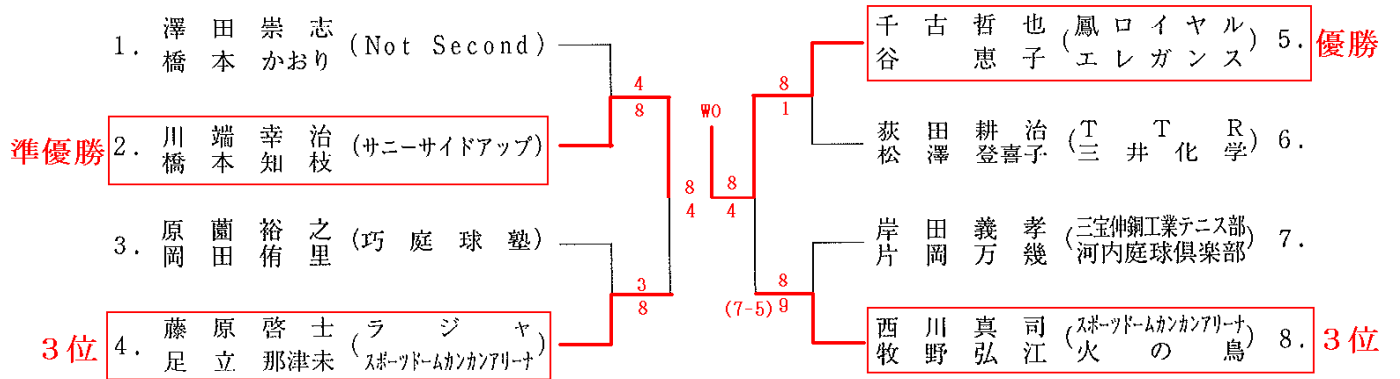 澤田崇志
橋本かおり
1. (Not Second)
準優勝
川端幸治
橋本知枝
2. (サニーサイドアップ)
原薗裕之
岡田侑里
3. (巧庭球塾)
3位
藤原啓士 ラジャ
足立那津未 スポーツドームカンカンアリーナ
4.
4
8
3
8
8
4
WO
8
4
8
1
8
(7-5) 9
千古哲也 鳳ロイヤル
谷恵子 エレガンス
5. 優勝
荻田耕治 TTR
松澤登喜子 三井化学
6.
岸田義孝 三宝伸銅工業テニス部
片岡万幾 河内庭球倶楽部
7.
西川真司 スポーツドームカンカンアリーナ
牧野弘江 火の鳥
8. 3位